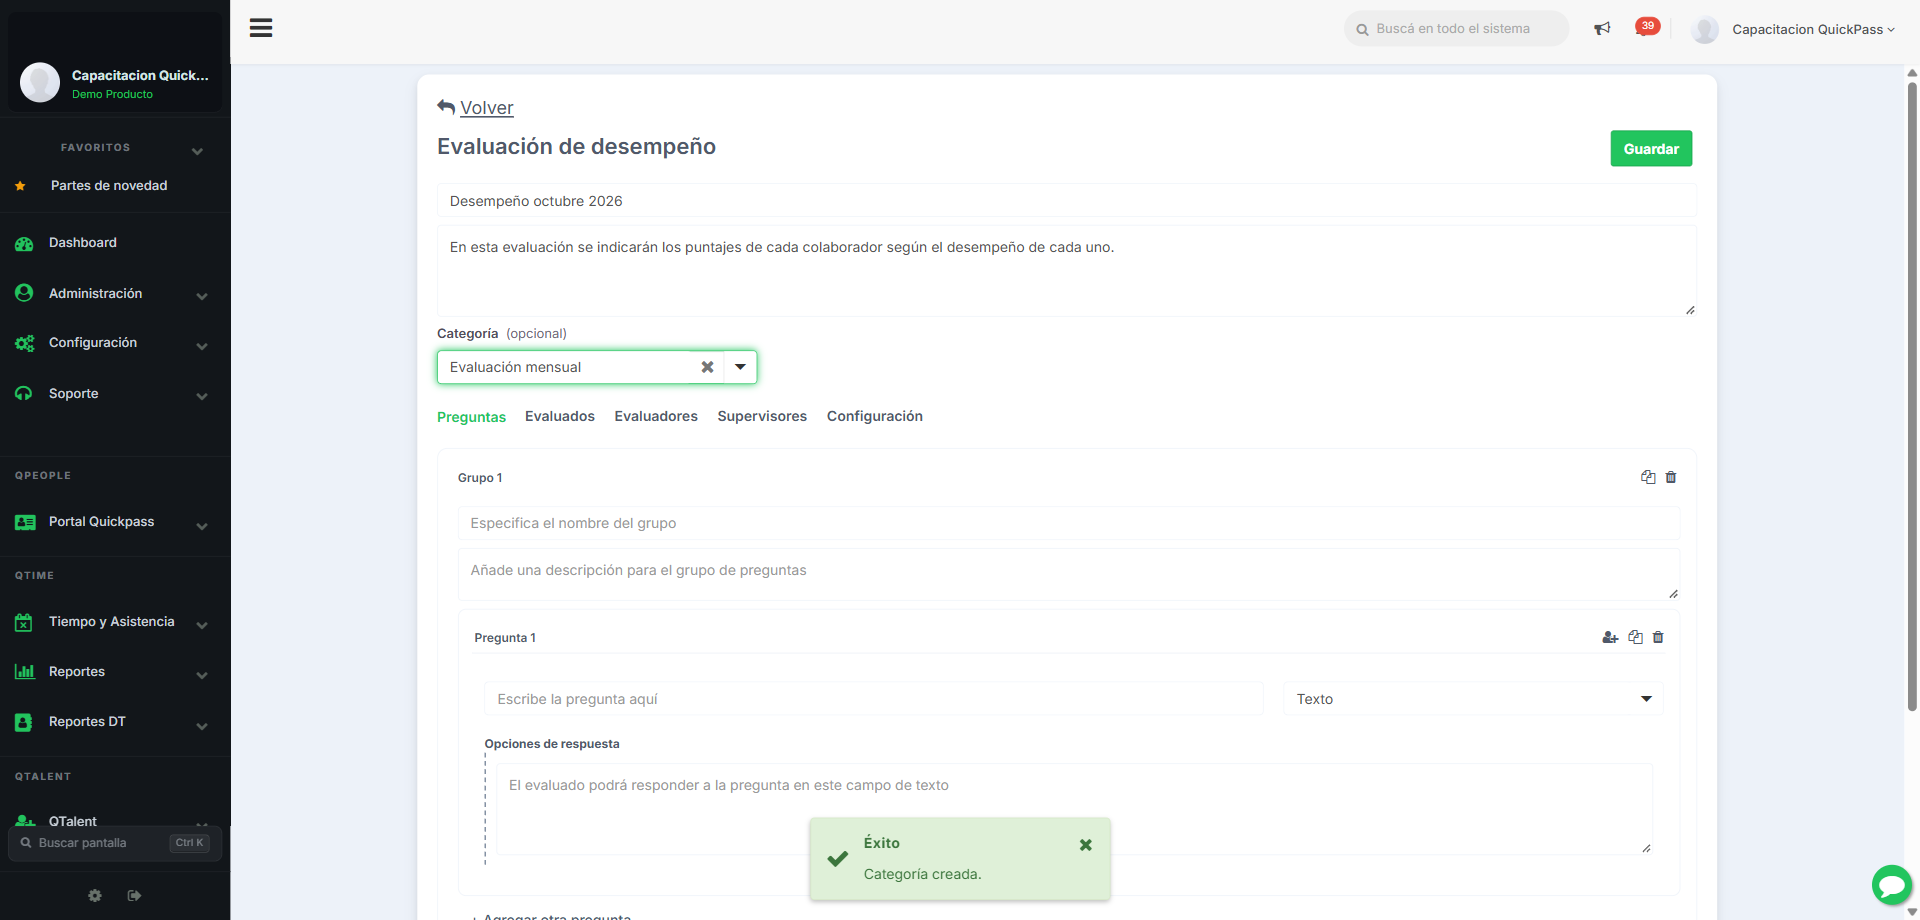 Capacitacion Quick...
Demo Producto
FAVORITOS
Partes de novedad
Dashboard
Administración
Configuración
Soporte
QPEOPLE
Portal Quickpass
QTIME
Tiempo y Asistencia
Reportes
Reportes DT
QTALENT
QTalent
Buscar pantalla
Ctrl K
Buscá en todo el sistema
39
Capacitacion QuickPass
Volver
Evaluación de desempeño
Guardar
Desempeño octubre 2026
En esta evaluación se indicarán los puntajes de cada colaborador según el desempeño de cada uno.
Categoría (opcional)
Evaluación mensual
Preguntas Evaluados Evaluadores Supervisores Configuración
Grupo 1
Especifica el nombre del grupo
Añade una descripción para el grupo de preguntas
Pregunta 1
Escribe la pregunta aquí
Texto
Opciones de respuesta
El evaluado podrá responder a la pregunta en este campo de texto
Éxito
Categoría creada.
+ Agregar otra pregunta